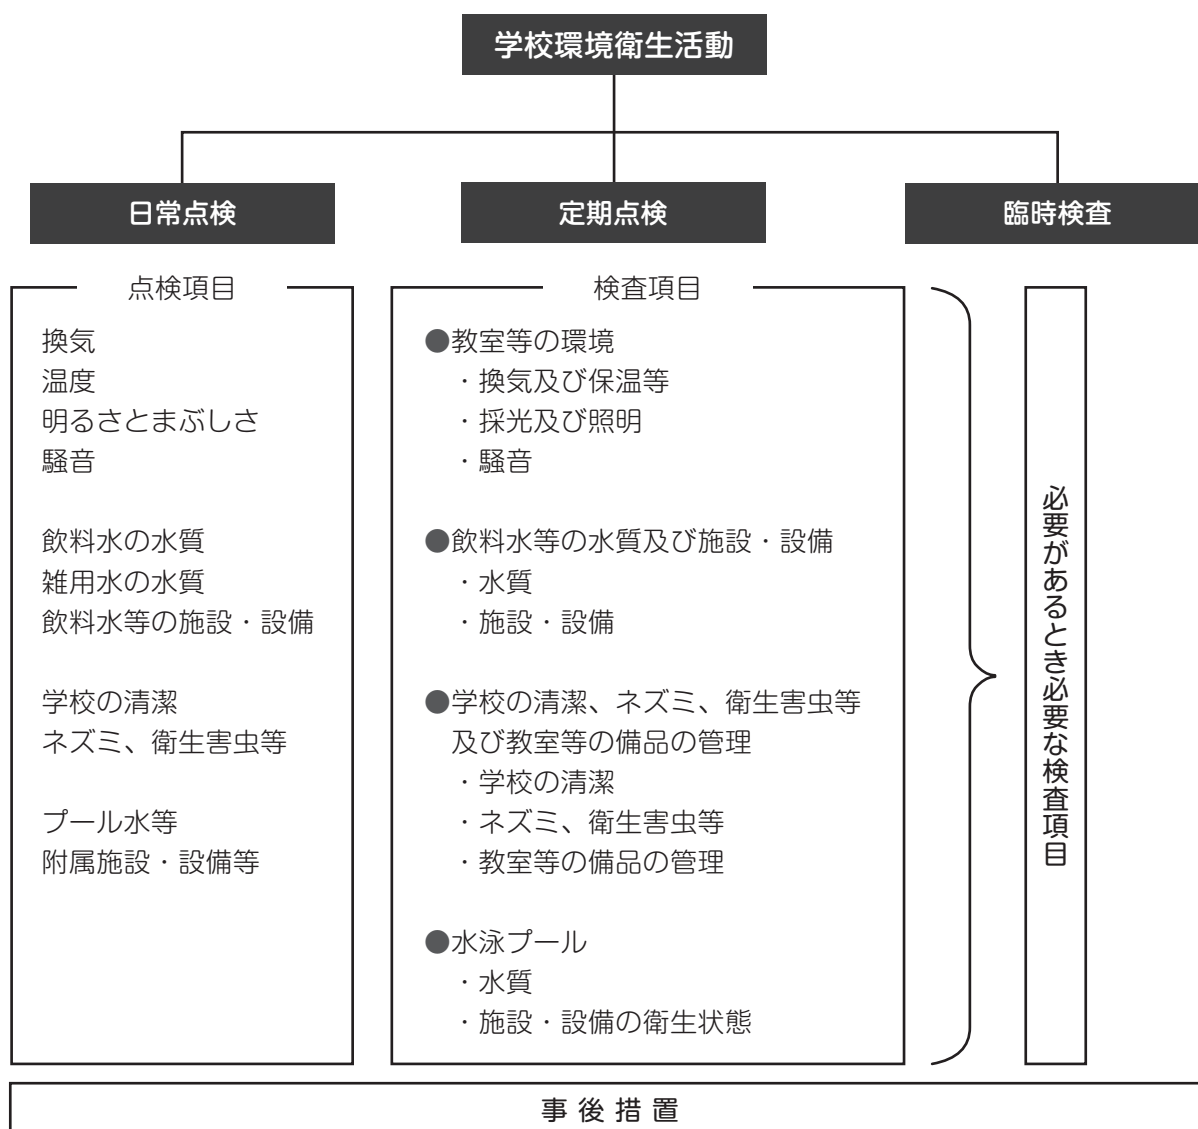 学校環境衛生活動
日常点検
定期点検
臨時検査
点検項目
換気
温度
明るさとまぶしさ
騒音
飲料水の水質
雑用水の水質
飲料水等の施設・設備
学校の清潔
ネズミ、衛生害虫等
プール水等
附属施設・設備等
検査項目
●教室等の環境
・換気及び保温等
・採光及び照明
・騒音
●飲料水等の水質及び施設・設備
・水質
・施設・設備
●学校の清潔、ネズミ、衛生害虫等
及び教室等の備品の管理
・学校の清潔
・ネズミ、衛生害虫等
・教室等の備品の管理
●水泳プール
・水質
・施設・設備の衛生状態
必要があるとき必要な検査項目
事後措置